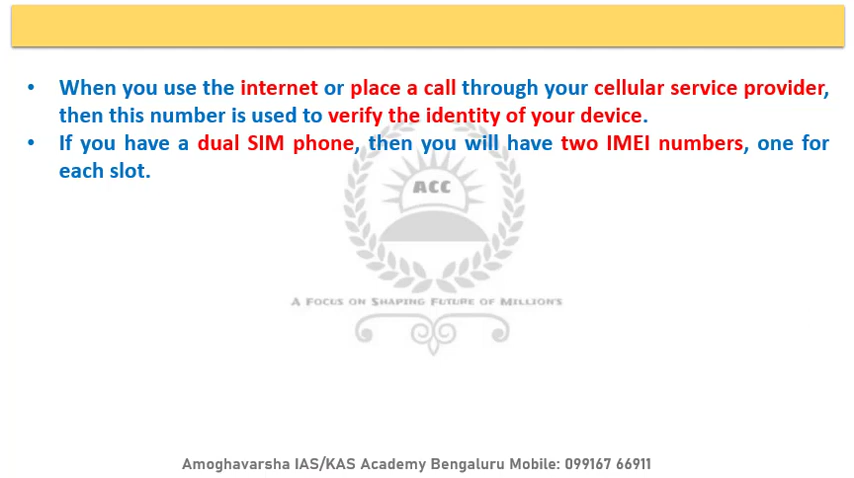 • When you use the internet or place a call through your cellular service provider,
then this number is used to verify the identity of your device.
• If you have a dual SIM phone, then you will have two IMEI numbers, one for
each slot.
ACC
A Focus on Shaping Future of Million's
Amoghavarsha IAS/KAS Academy Bengaluru Mobile: 099167 66911